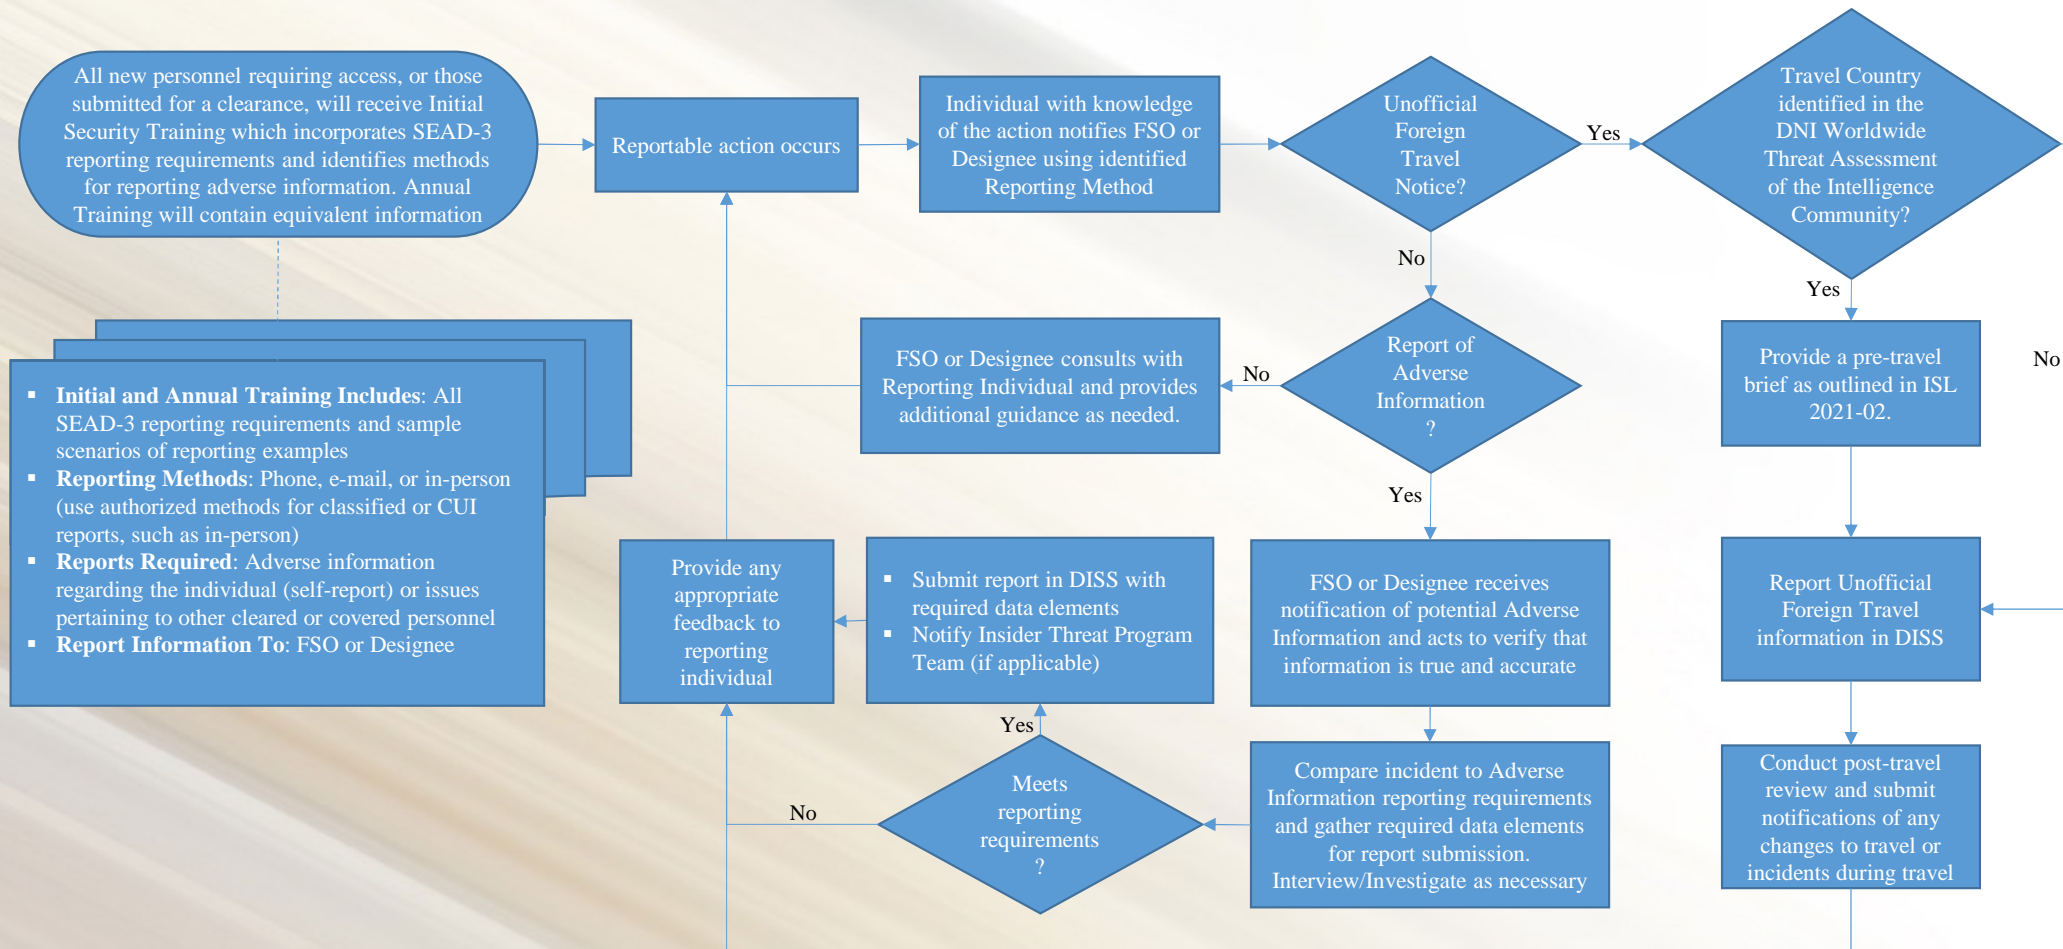 All new personnel requiring access, or those
submitted for a clearance, will receive Initial
Security Training which incorporates SEAD-3
reporting requirements and identifies methods
for reporting adverse information. Annual
Training will contain equivalent information
Reportable action occurs
Individual with knowledge
of the action notifies FSO or
Designee using identified
Reporting Method
Unofficial
Foreign
Travel
Notice?
Yes
Travel Country
identified in the
DNI Worldwide
Threat Assessment
of the Intelligence
Community?
No
Yes
No
▪ Initial and Annual Training Includes: All
SEAD-3 reporting requirements and sample
scenarios of reporting examples
▪ Reporting Methods: Phone, e-mail, or in-person
(use authorized methods for classified or CUI
reports, such as in-person)
▪ Reports Required: Adverse information
regarding the individual (self-report) or issues
pertaining to other cleared or covered personnel
▪ Report Information To: FSO or Designee
FSO or Designee consults with
Reporting Individual and provides
additional guidance as needed.
No
Report of
Adverse
Information
?
Yes
Provide a pre-travel
brief as outlined in ISL
2021-02.
Provide any
appropriate
feedback to
reporting
individual
▪ Submit report in DISS with
required data elements
▪ Notify Insider Threat Program
Team (if applicable)
FSO or Designee receives
notification of potential Adverse
Information and acts to verify that
information is true and accurate
Report Unofficial
Foreign Travel
information in DISS
Yes
No
Meets
reporting
requirements
?
Compare incident to Adverse
Information reporting requirements
and gather required data elements
for report submission.
Interview/Investigate as necessary
Conduct post-travel
review and submit
notifications of any
changes to travel or
incidents during travel